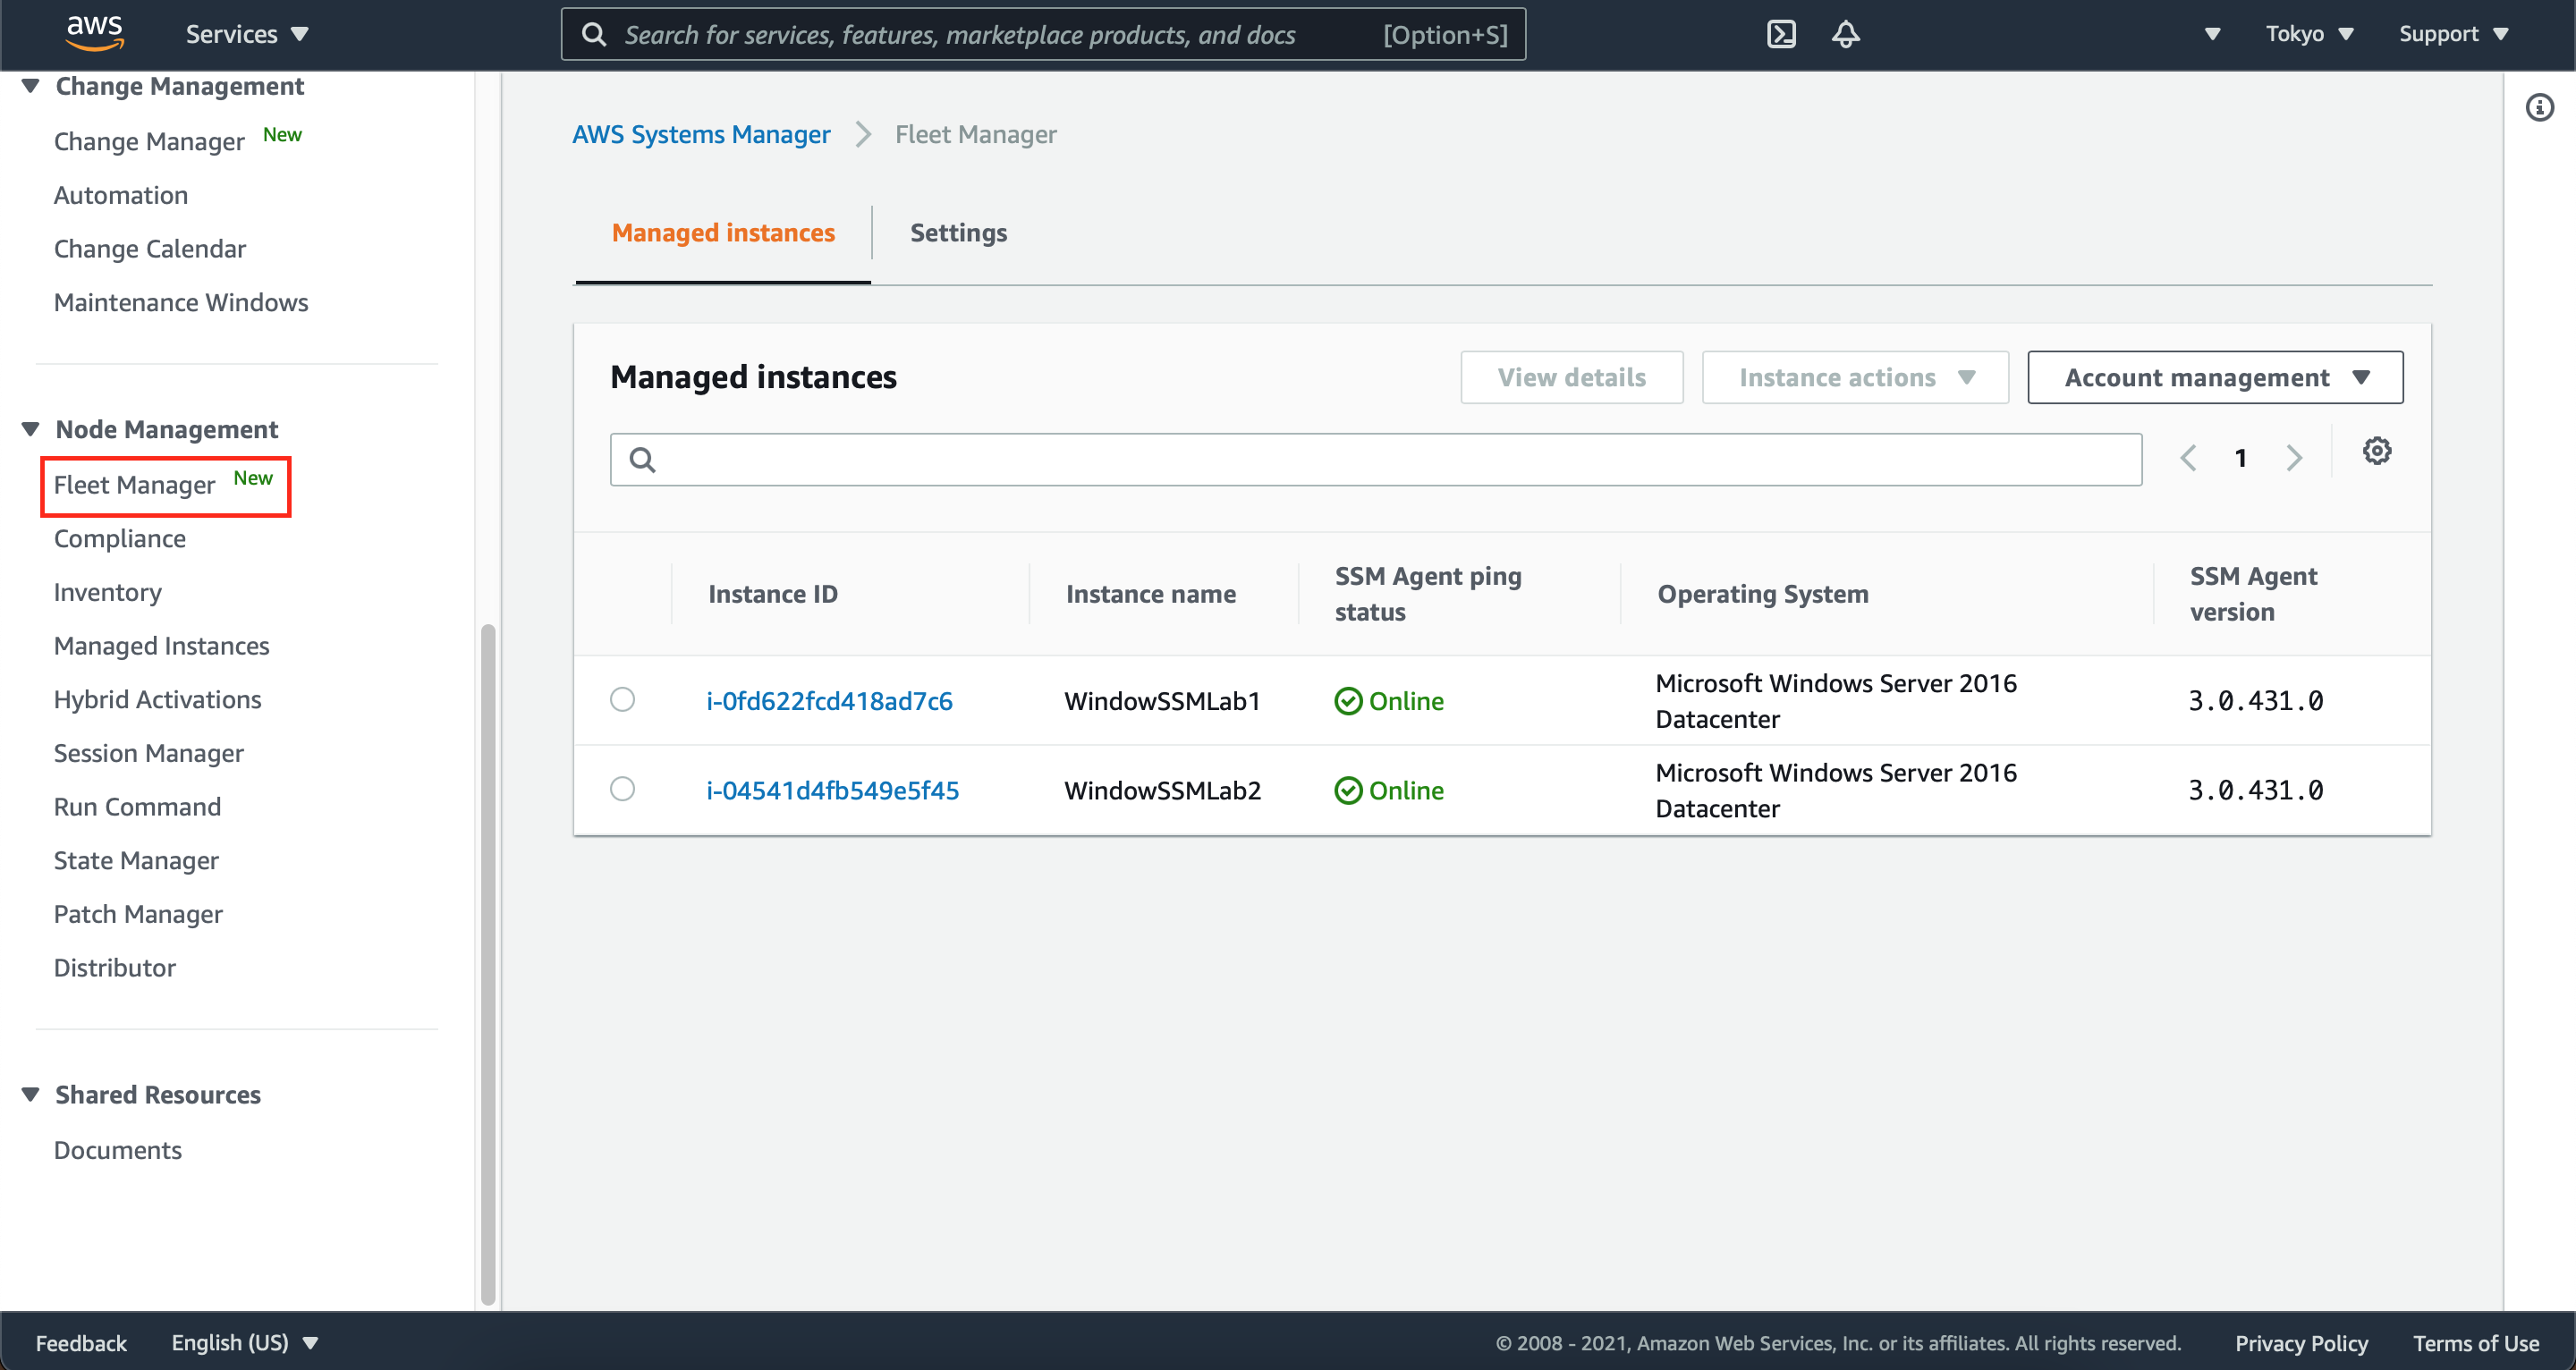 aws
Services
Search for services, features, marketplace products, and docs [Option+S]
Tokyo
Support
Change Management
Change Manager New
Automation
Change Calendar
Maintenance Windows
Node Management
Fleet Manager New
Compliance
Inventory
Managed Instances
Hybrid Activations
Session Manager
Run Command
State Manager
Patch Manager
Distributor
Shared Resources
Documents
AWS Systems Manager Fleet Manager
Managed instances Settings
Managed instances
View details
Instance actions
Account management
1
Instance ID
Instance name
SSM Agent ping
status
Operating System
SSM Agent
version
i-0fd622fcd418ad7c6
WindowSSMLab1
Online
Microsoft Windows Server 2016
Datacenter
3.0.431.0
i-04541d4fb549e5f45
WindowSSMLab2
Online
Microsoft Windows Server 2016
Datacenter
3.0.431.0
Feedback
English (US)
© 2008 - 2021, Amazon Web Services, Inc. or its affiliates. All rights reserved.
Privacy Policy
Terms of Use